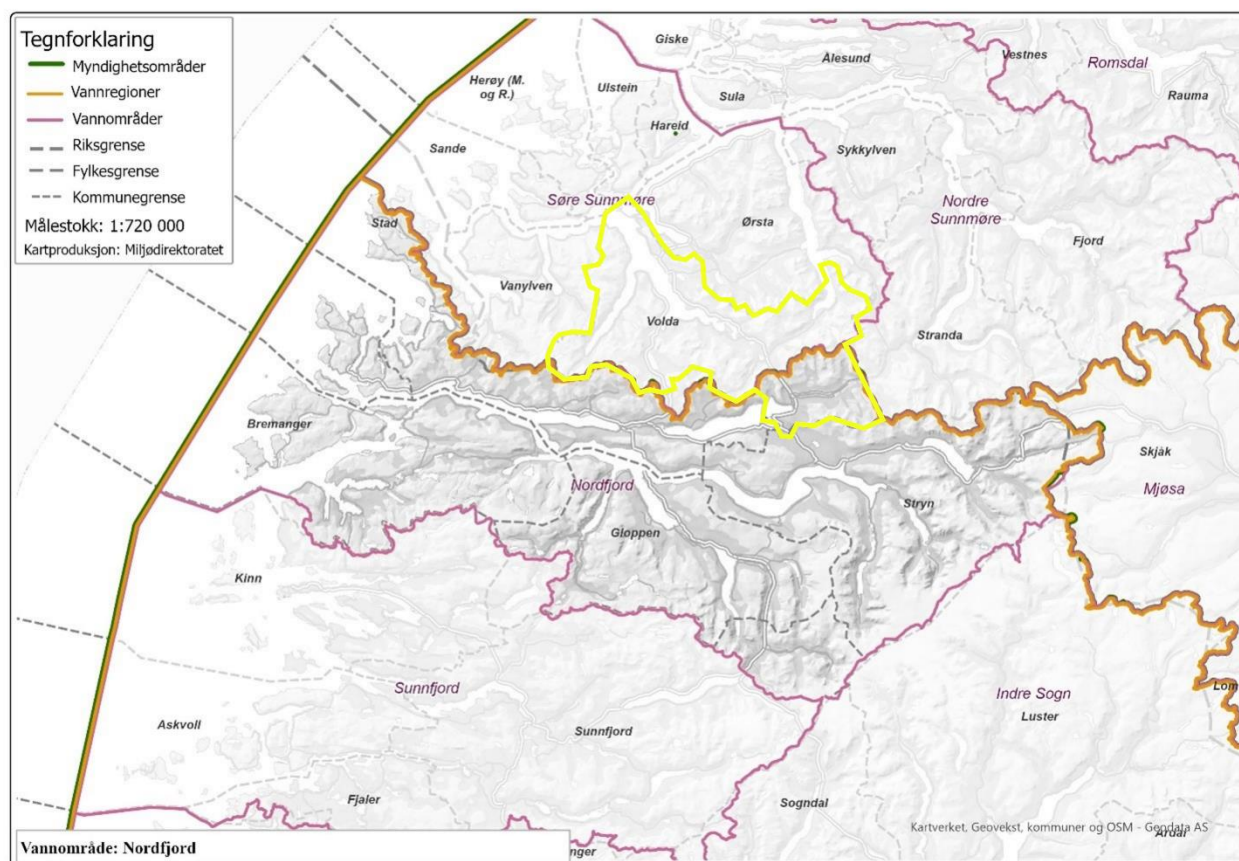 Tegnforklaring
Myndighetsområder
Vannregioner
Vannområder
Riksgrense
Fylkesgrense
Kommunegrense
Målestokk: 1:720 000
Kartproduksjon: Miljødirektoratet
Giske
Ålesund
Vestnes
Romsdal
Herøy (M.
og R.)
Ulstein
Sula
Rauma
Hareid
Sande
Sykkylven
Søre Sunnmøre
Ørsta
Nordre
Sunnmøre
Stad
Fjord
Vanylven
Volda
Stranda
Bremanger
Skjåk
Mjøsa
Nordfjord
Stryn
Gloppen
Kinn
Sunnfjord
Indre Sogn
Lom
Luster
Askvoll
Sunnfjord
Fjaler
Sogndal
Kartverket, Geovekst, kommuner og OSM - Geodata AS
Årdal
Vannområde: Nordfjord
nger